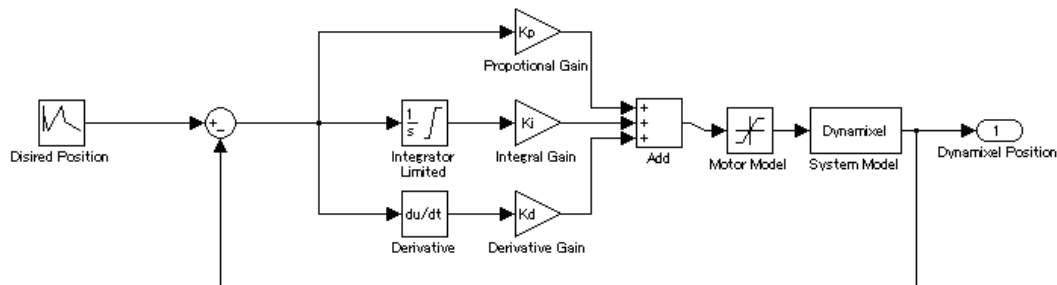 Kp
Propotional Gain
+
−
Disired Position
1
s
Integrator
Limited
Ki
Integral Gain
du/dt
Derivative
Kd
Derivative Gain
+
+
+
Add
Motor Model
Dynamixel
System Model
1
Dynamixel Position